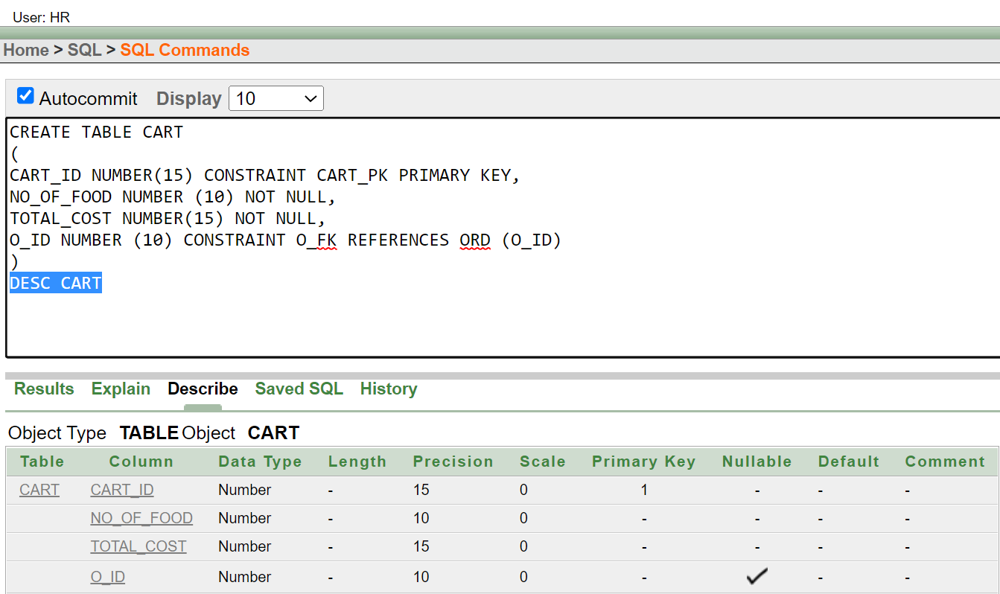 User: HR
Home > SQL > SQL Commands
Autocommit Display 10
CREATE TABLE CART
(
CART_ID NUMBER(15) CONSTRAINT CART_PK PRIMARY KEY,
NO_OF_FOOD NUMBER (10) NOT NULL,
TOTAL_COST NUMBER(15) NOT NULL,
O_ID NUMBER (10) CONSTRAINT O_FK REFERENCES ORD (O_ID)
)
DESC CART
Results Explain Describe Saved SQL History
Object Type TABLE Object CART
Table Column Data Type Length Precision Scale Primary Key Nullable Default Comment
CART CART_ID Number - 15 0 1 - - -
NO_OF_FOOD Number - 10 0 - - - -
TOTAL_COST Number - 15 0 - - - -
O_ID Number - 10 0 - - -